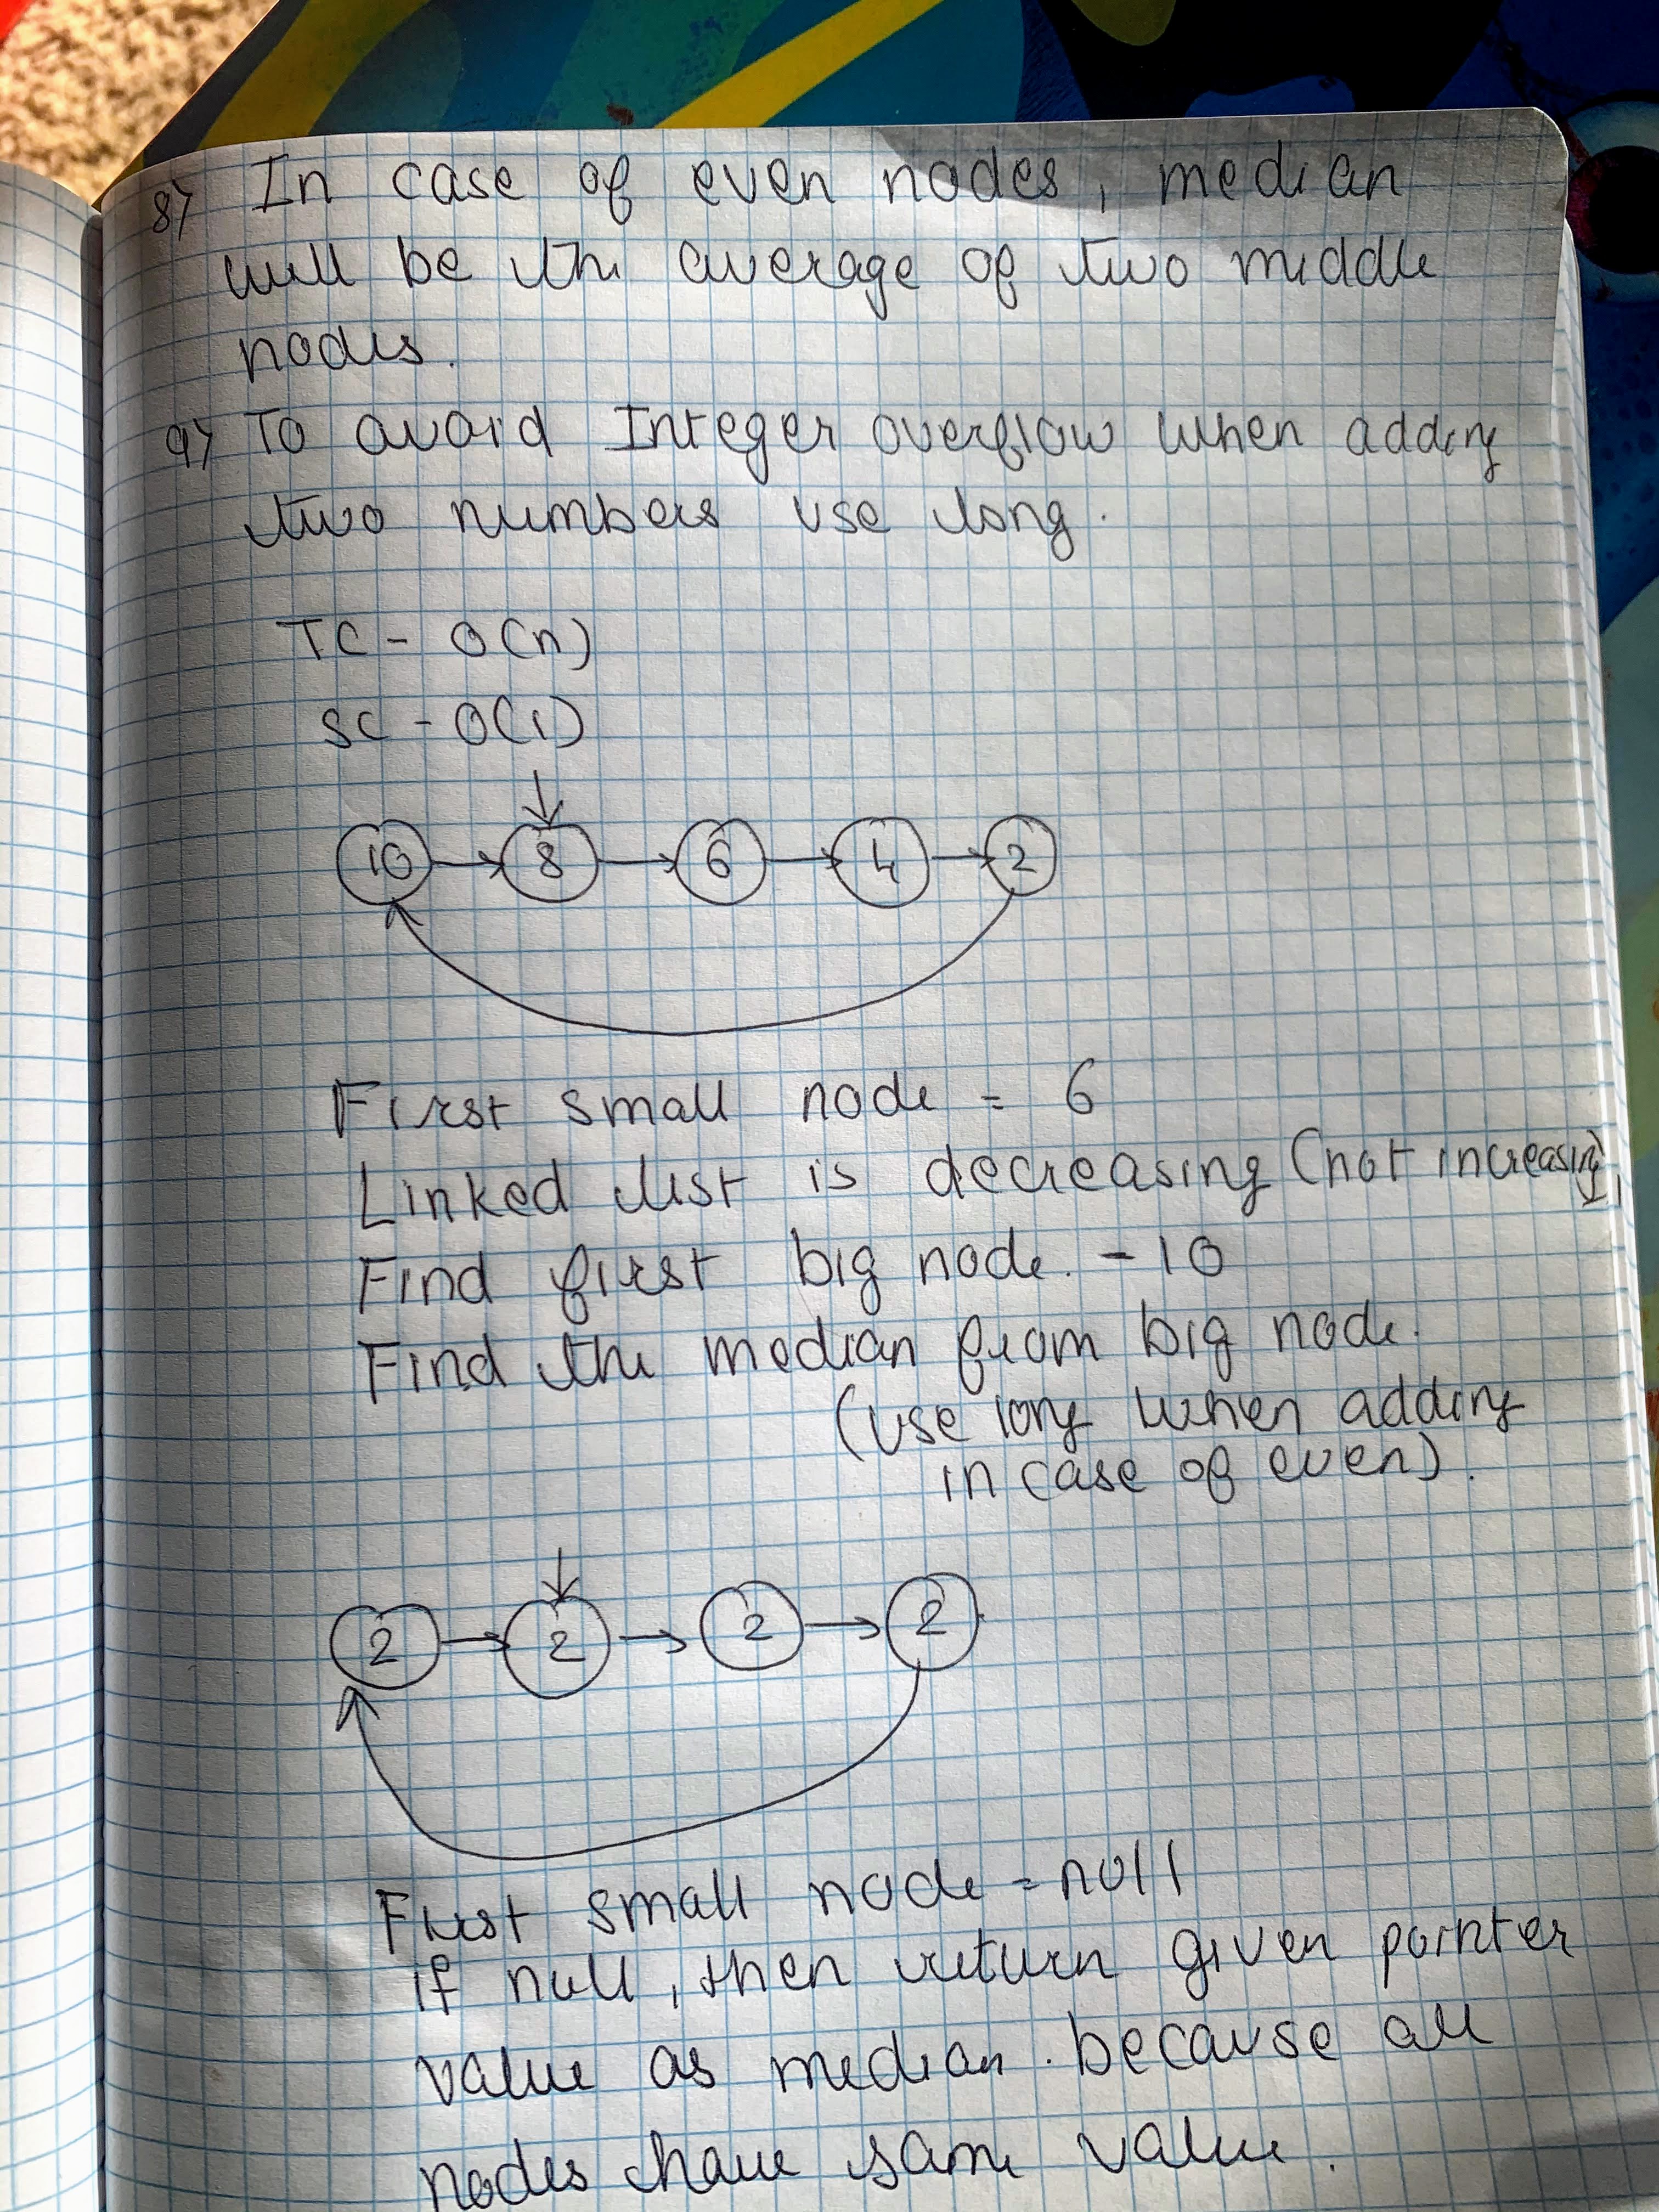 8) In case of even nodes, median
will be the average of two middle
nodes.
9) To avoid Integer overflow when adding
two numbers use long.
TC - O(n)
SC - O(1)
10 8 6 4 2
First small node = 6
Linked list is decreasing (not increasing),
Find first big node. - 10
Find the median from big node.
(use long when adding
in case of even).
2 2 2 2
First small node = null
if null, then return given pointer
value as median. because all
nodes have same value.